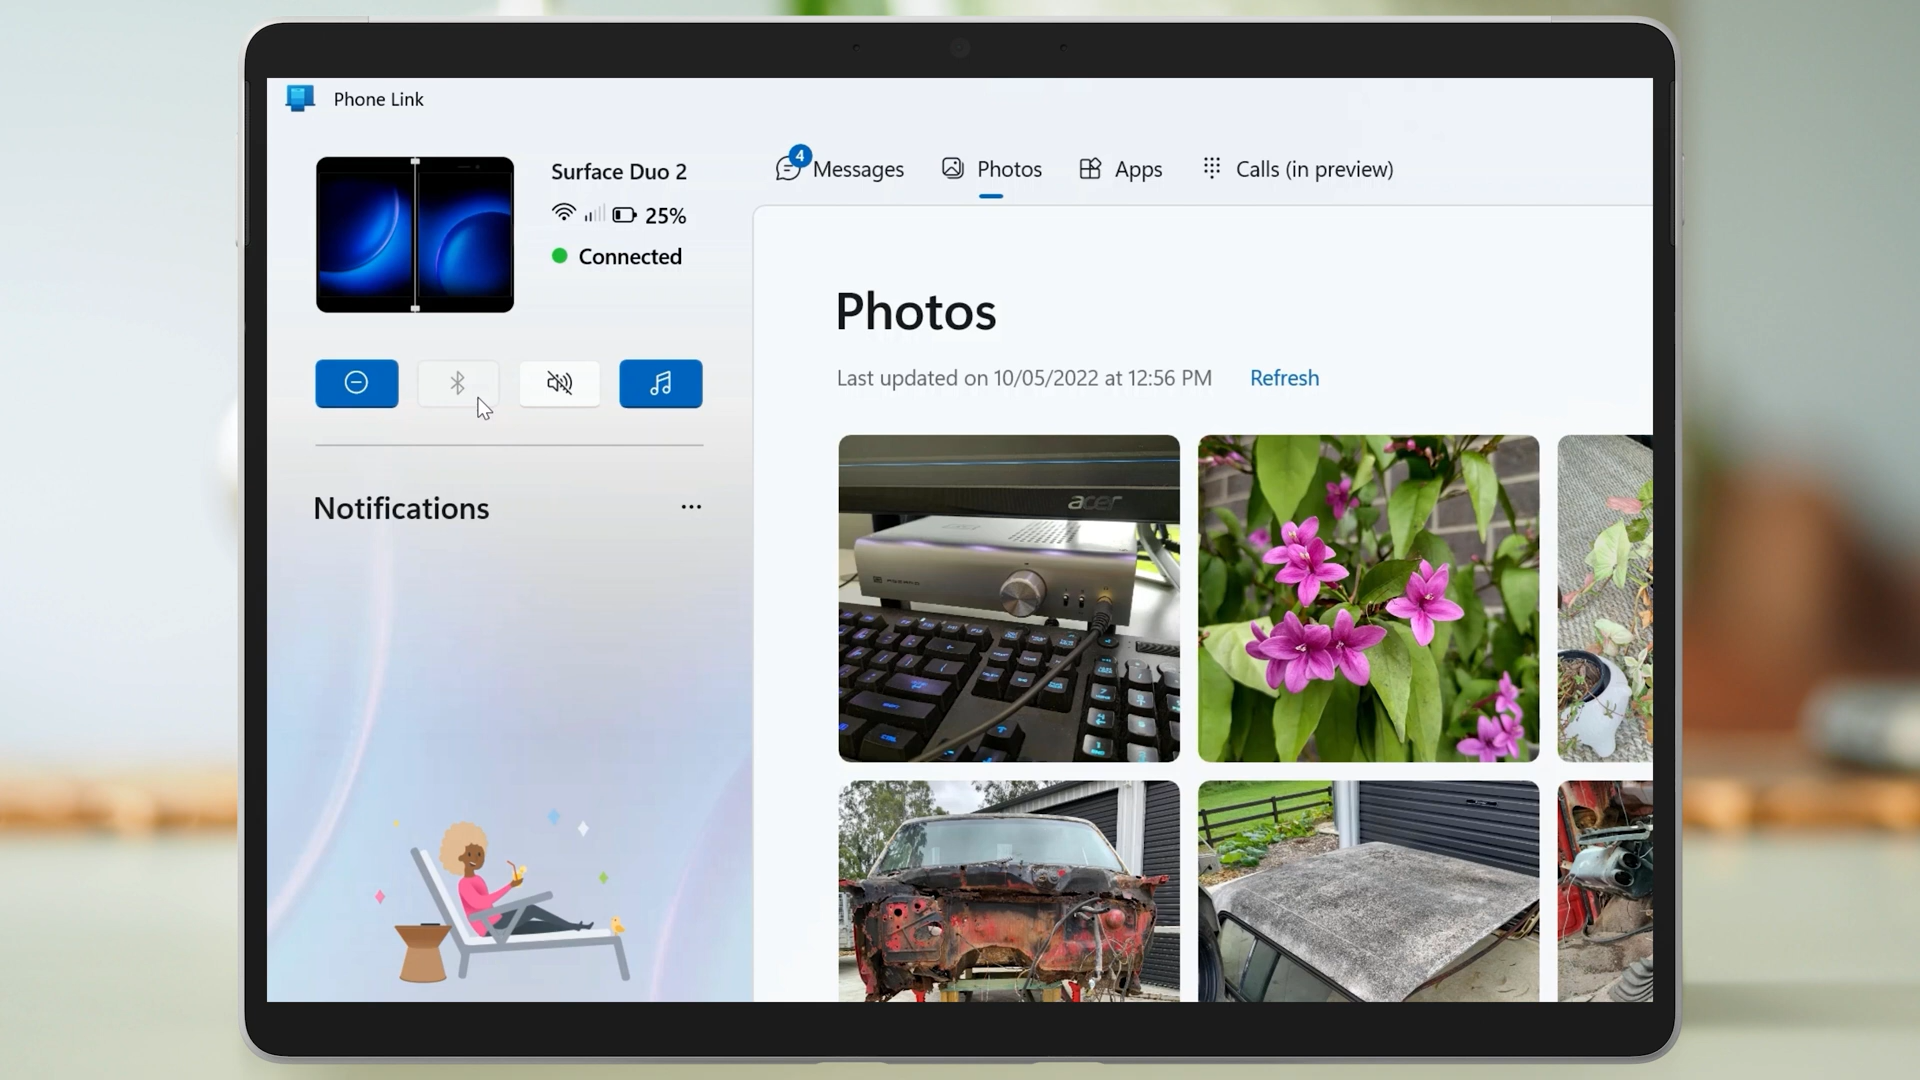 Phone Link
Surface Duo 2
25%
Connected
4
Messages
Photos
Apps
Calls (in preview)
Photos
Last updated on 10/05/2022 at 12:56 PM
Refresh
Notifications
acer